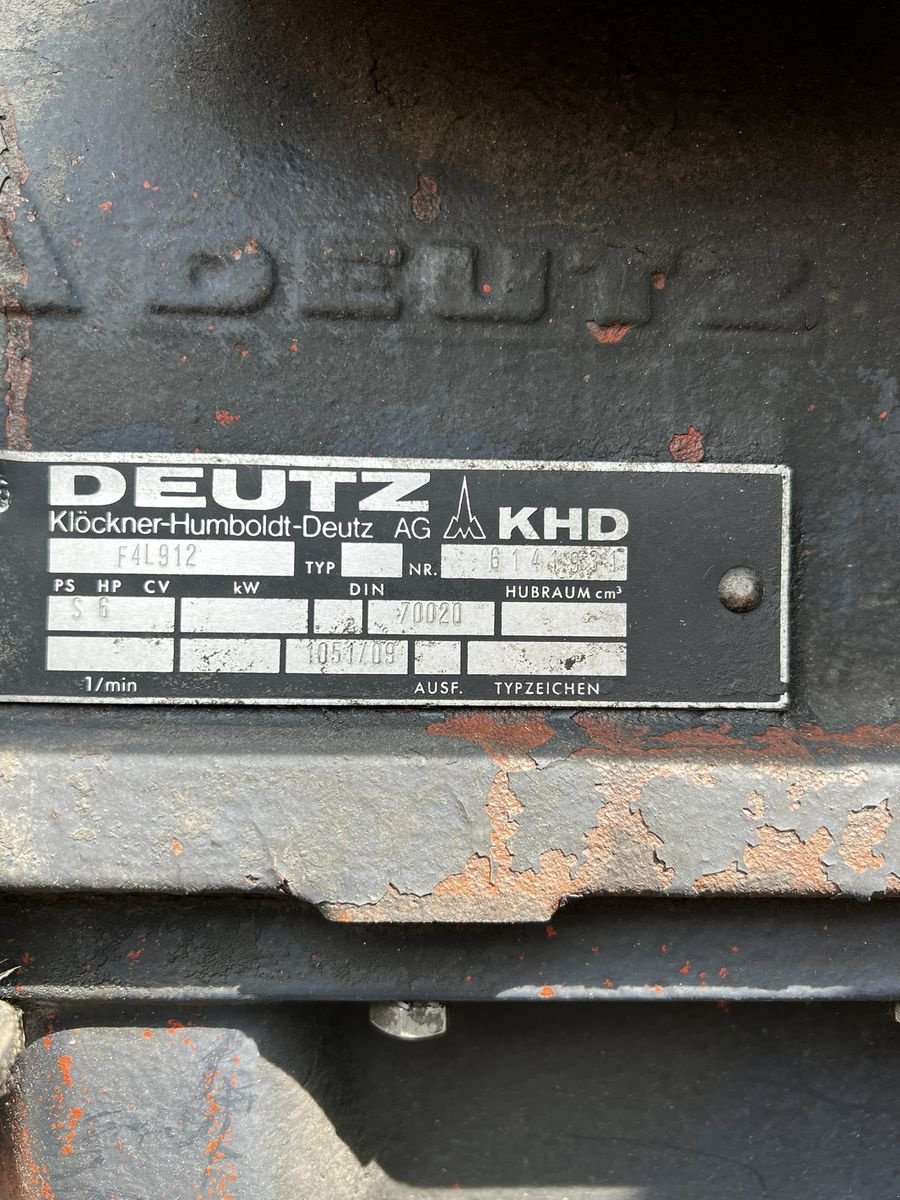 DEUTZ
DEUTZ
Klöckner-Humboldt-Deutz AG KHD
F4L912 TYP NR. 6141931
PS HP CV kW DIN HUBRAUM cm³
S 6 70020
1051/09
1/min AUSF. TYPZEICHEN